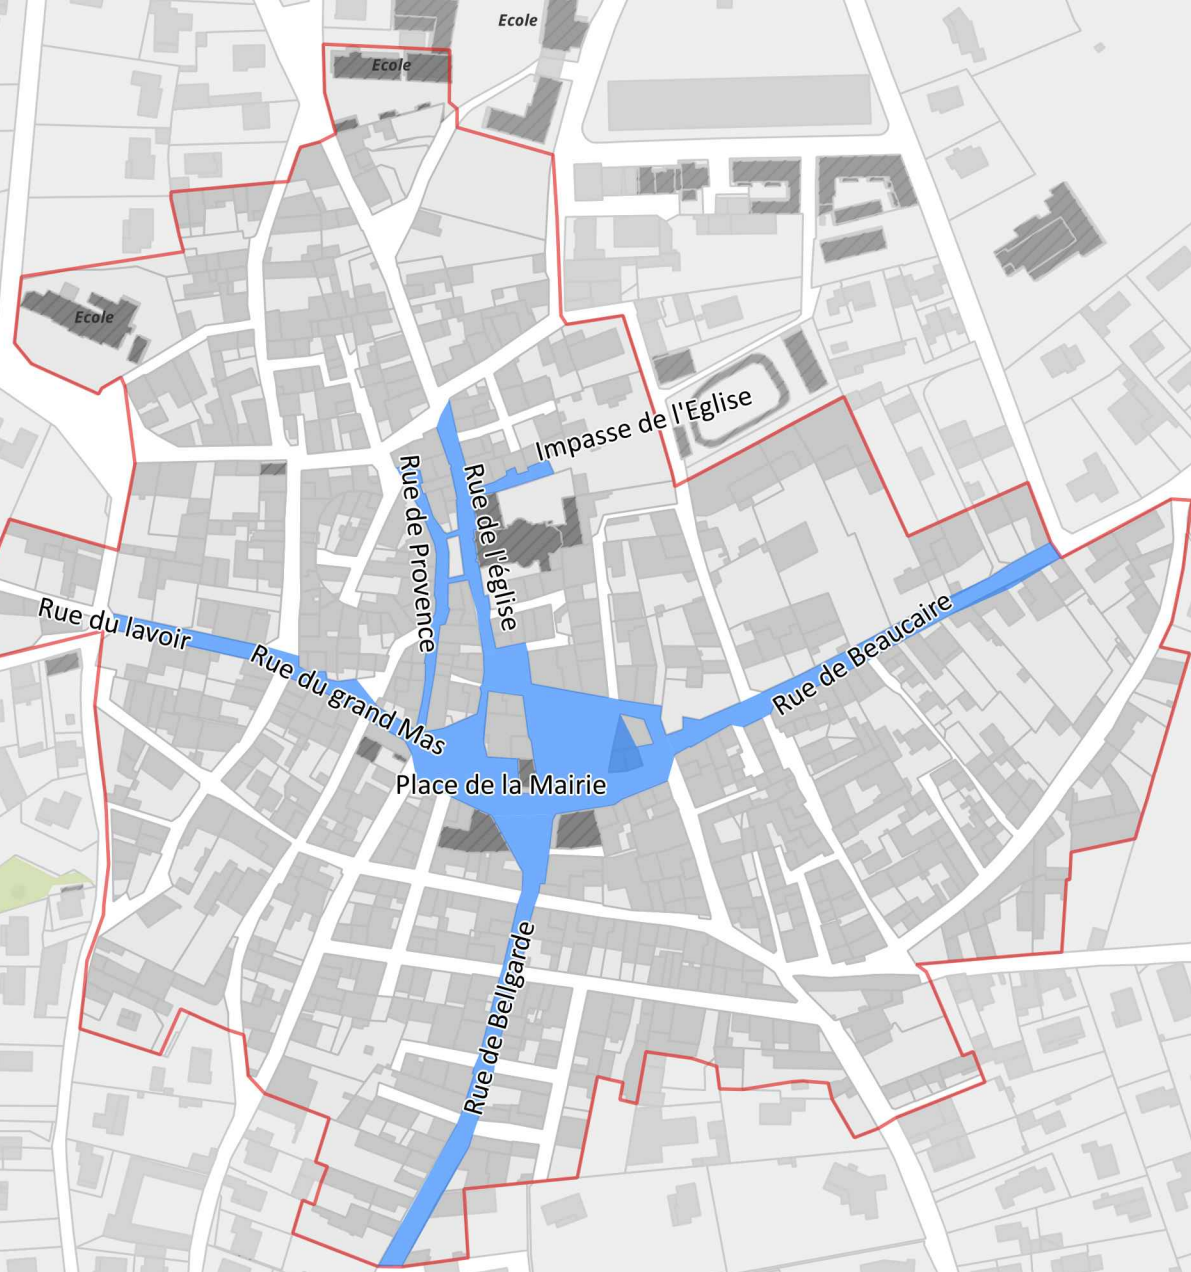 Ecole
Ecole
Ecole
Impasse de l'Eglise
Rue de Provence
Rue de l'église
Rue du lavoir
Rue du grand Mas
Rue de Beaucaire
Place de la Mairie
Rue de Bellgarde